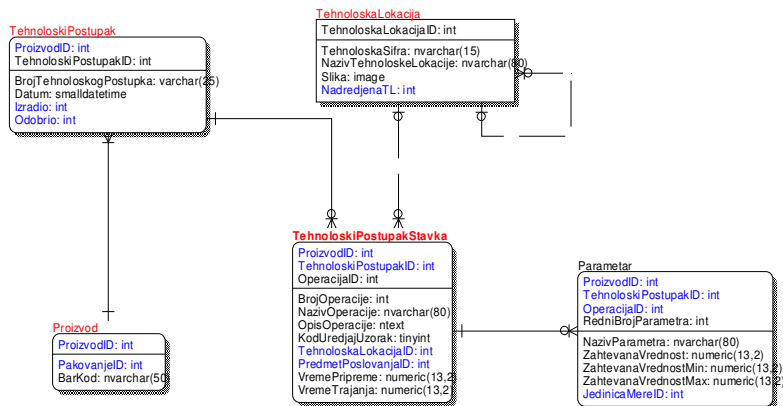 TehnoloskiPostupak
ProizvodID: int
TehnoloskiPostupakID: int
BrojTehnoloskogPostupka: varchar(25)
Datum: smalldatetime
Izradio: int
Odobrio: int
TehnoloskaLokacija
TehnoloskaLokacijaID: int
TehnoloskaSifra: nvarchar(15)
NazivTehnoloskeLokacije: nvarchar(80)
Slika: image
NadredjenaTL: int
TehnoloskiPostupakStavka
ProizvodID: int
TehnoloskiPostupakID: int
OperacijaID: int
BrojOperacije: int
NazivOperacije: nvarchar(80)
OpisOperacije: ntext
KodUredjajUzorak: tinyint
TehnoloskaLokacijaID: int
PredmetPoslovanjaID: int
VremePripreme: numeric(13,2)
VremeTrajanja: numeric(13,2)
Parametar
ProizvodID: int
TehnoloskiPostupakID: int
OperacijaID: int
RedniBrojParametra: int
NazivParametra: nvarchar(80)
ZahtevanaVrednost: numeric(13,2)
ZahtevanaVrednostMin: numeric(13,2)
ZahtevanaVrednostMax: numeric(13,2)
JedinicaMereID: int
Proizvod
ProizvodID: int
PakovanjeID: int
BarKod: nvarchar(50)